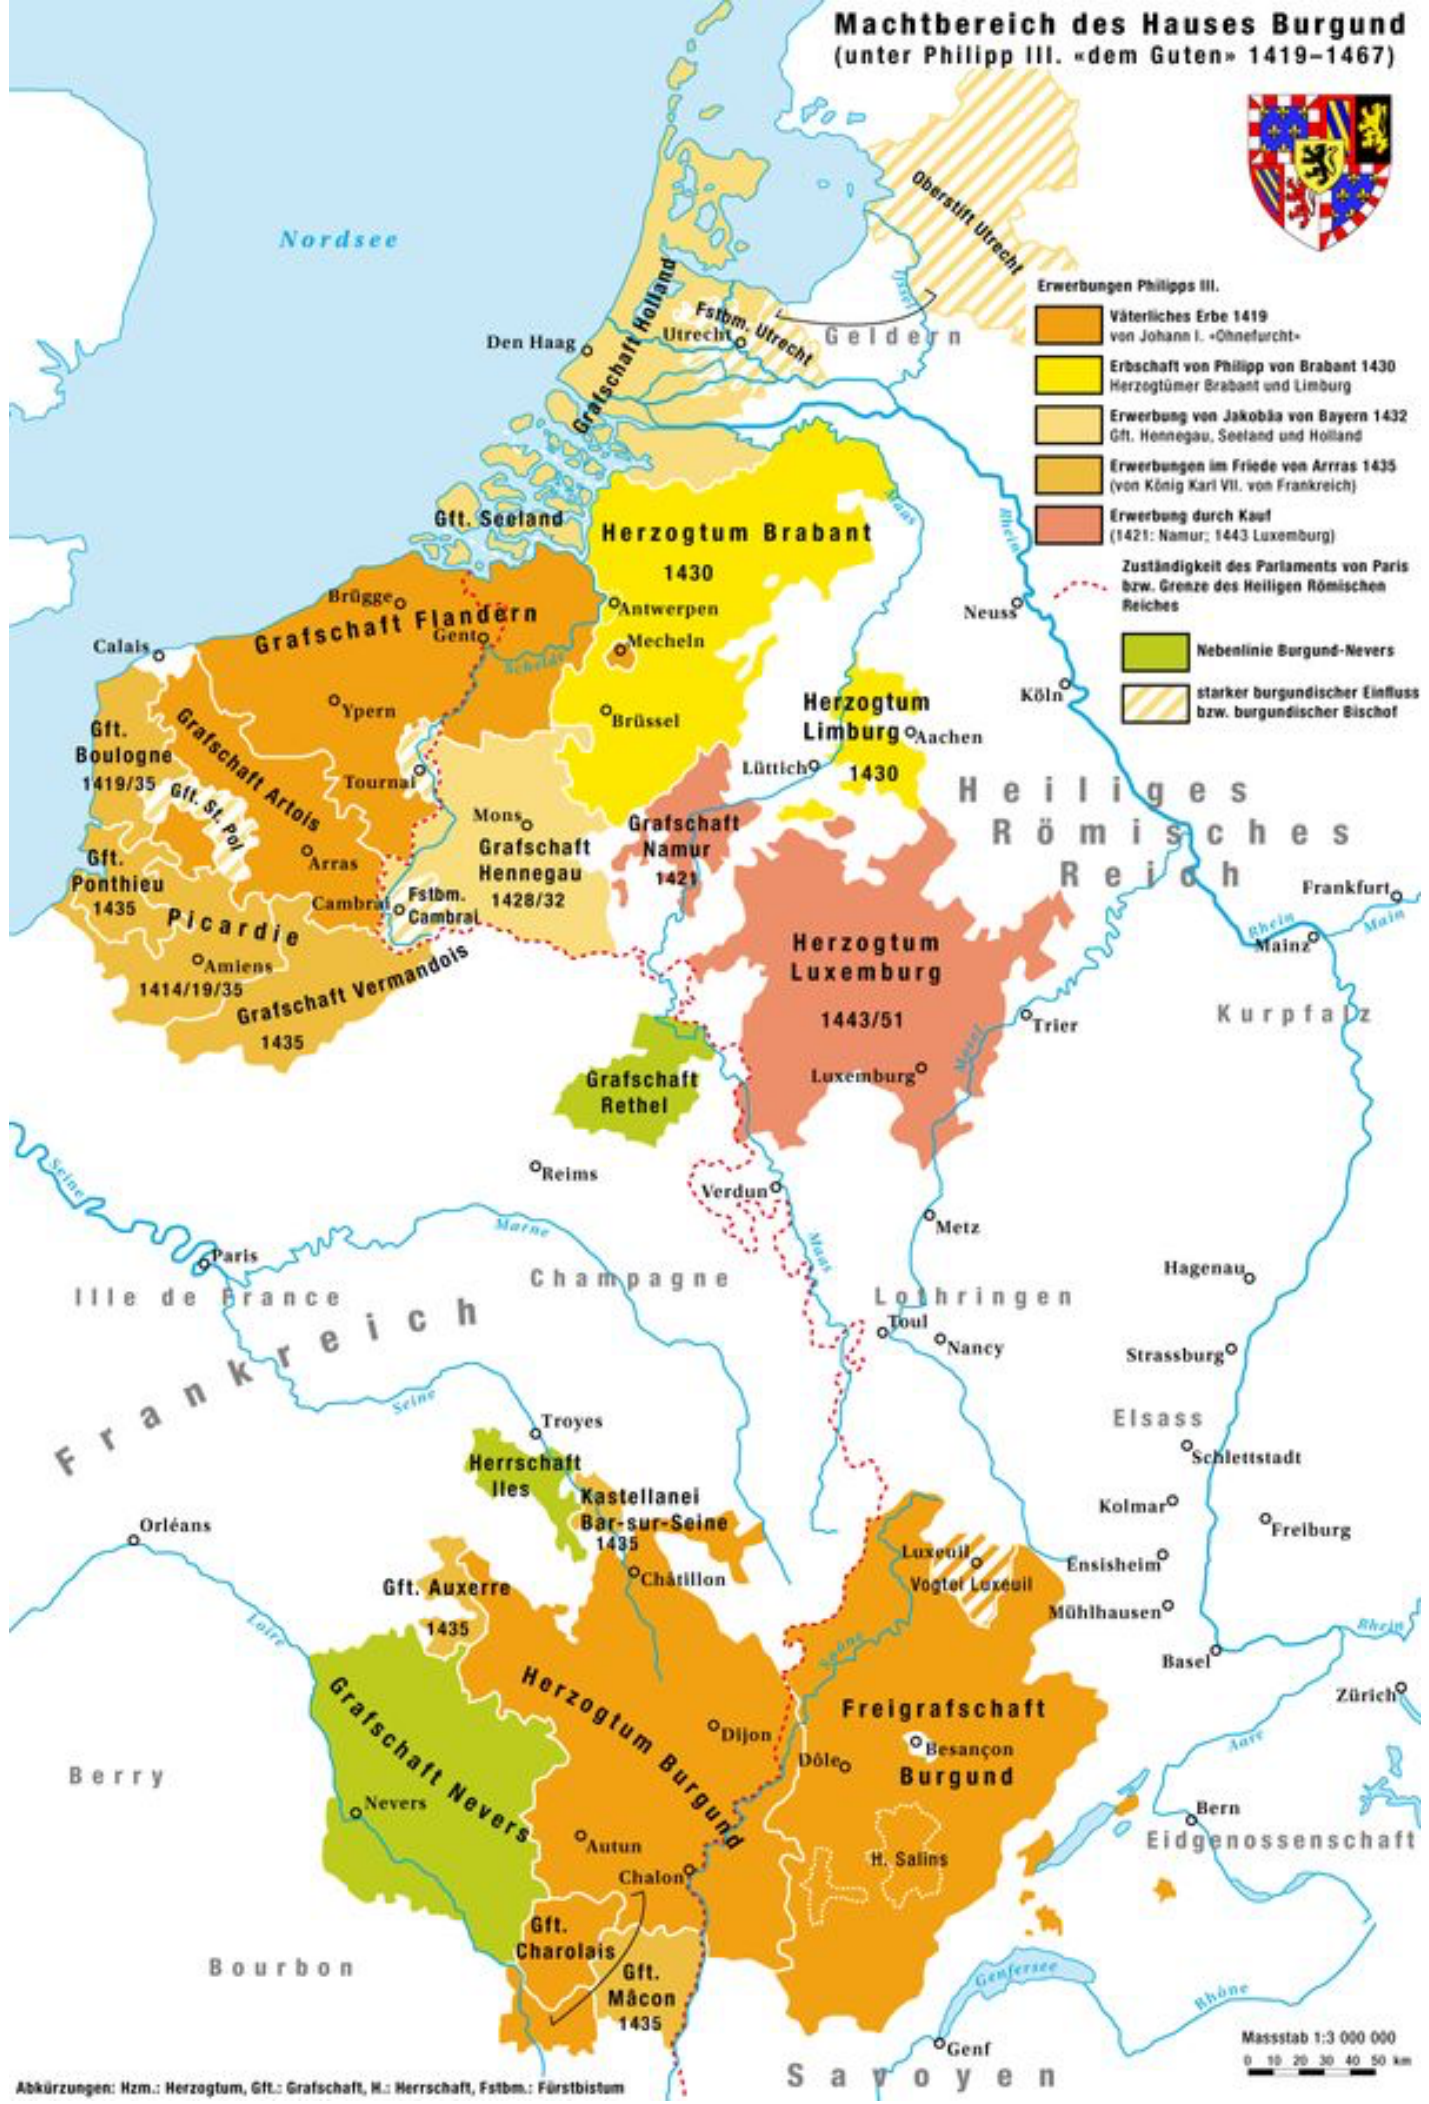 Machtbereich des Hauses Burgund
(unter Philipp III. «dem Guten» 1419–1467)
Nordsee
Oberstift Utrecht
Erwerbungen Philipps III.
Väterliches Erbe 1419
von Johann I. «Ohnefurcht»
Erbschaft von Philipp von Brabant 1430
Herzogtümer Brabant und Limburg
Erwerbung von Jakobäa von Bayern 1432
Gft. Hennegau, Seeland und Holland
Erwerbungen im Friede von Arrras 1435
(von König Karl VII. von Frankreich)
Erwerbung durch Kauf
(1421: Namur; 1443 Luxemburg)
Zuständigkeit des Parlaments von Paris
bzw. Grenze des Heiligen Römischen
Reiches
Nebenlinie Burgund-Nevers
starker burgundischer Einfluss
bzw. burgundischer Bischof
Grafschaft Holland
Fstbm. Utrecht
Utrecht
IJssel
Geldern
Den Haag
Gft. Seeland
Herzogtum Brabant
1430
Maas
Rhein
Brügge
Grafschaft Flandern
Gent
Schelde
Antwerpen
Mecheln
Neuss
Calais
Ypern
Brüssel
Herzogtum
Limburg
1430
Aachen
Köln
Gft.
Boulogne
1419/35
Grafschaft Artois
Gft. St. Pol
Tournai
Lüttich
Heiliges
Römisches
Reich
Mons
Grafschaft
Hennegau
1428/32
Grafschaft
Namur
1421
Arras
Gft.
Ponthieu
1435
Cambrai
Fstbm.
Cambrai
Picardie
Amiens
1414/19/35
Grafschaft Vermandois
1435
Frankfurt
Main
Rhein
Mainz
Herzogtum
Luxemburg
1443/51
Kurpfalz
Trier
Mosel
Luxemburg
Grafschaft
Rethel
Reims
Verdun
Seine
Marne
Maas
Metz
Paris
Ille de France
Champagne
Hagenau
Lothringen
Frankreich
Toul
Nancy
Strassburg
Seine
Troyes
Elsass
Schlettstadt
Herrschaft
Iles
Kastellanei
Bar-sur-Seine
1435
Kolmar
Freiburg
Orléans
Châtillon
Luxeuil
Vogtei Luxeuil
Ensisheim
Gft. Auxerre
1435
Mühlhausen
Loire
Saône
Rhein
Basel
Zürich
Grafschaft Nevers
Herzogtum Burgund
Freigrafschaft
Burgund
Dijon
Dôle
Besançon
Aare
Berry
Nevers
Bern
Eidgenossenschaft
Autun
Chalon
H. Salins
Gft.
Charolais
Bourbon
Gft.
Mâcon
1435
Genfersee
Rhône
Genf
Savoyen
Massstab 1:3 000 000
0 10 20 30 40 50 km
Abkürzungen: Hzm.: Herzogtum, Gft.: Grafschaft, H.: Herrschaft, Fstbm.: Fürstbistum